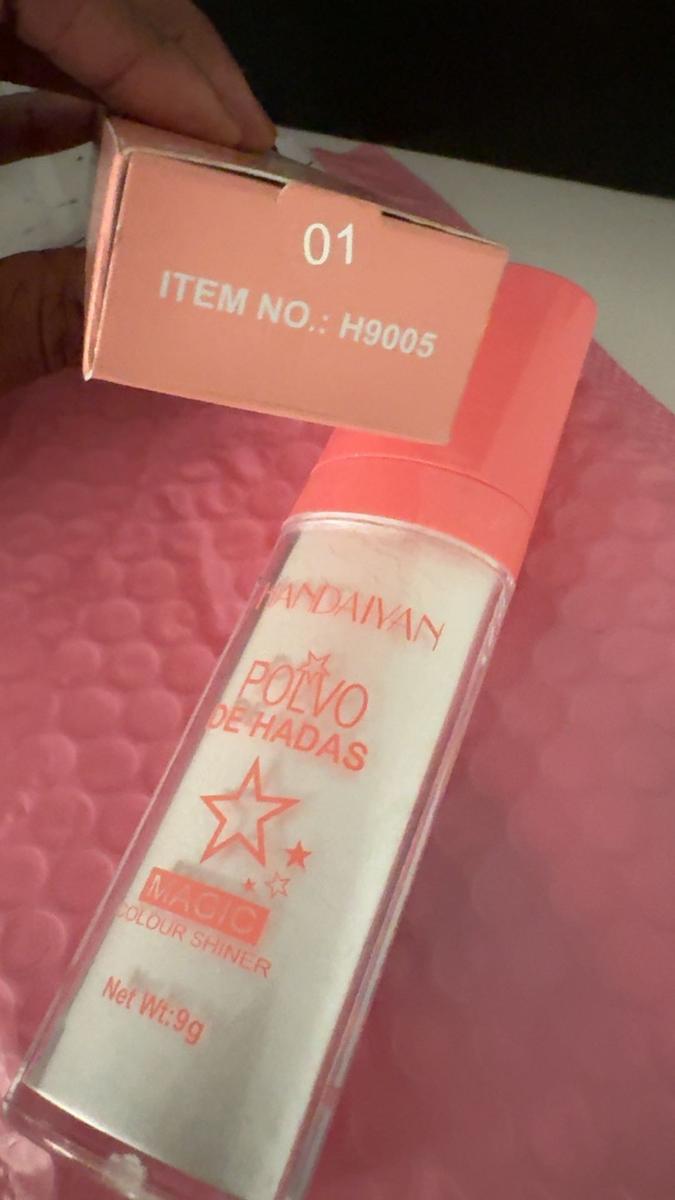 01
ITEM NO.: H9005
HANDAIYAN
POLVO
DE HADAS
MAGIC
COLOUR SHINER
Net Wt:9g